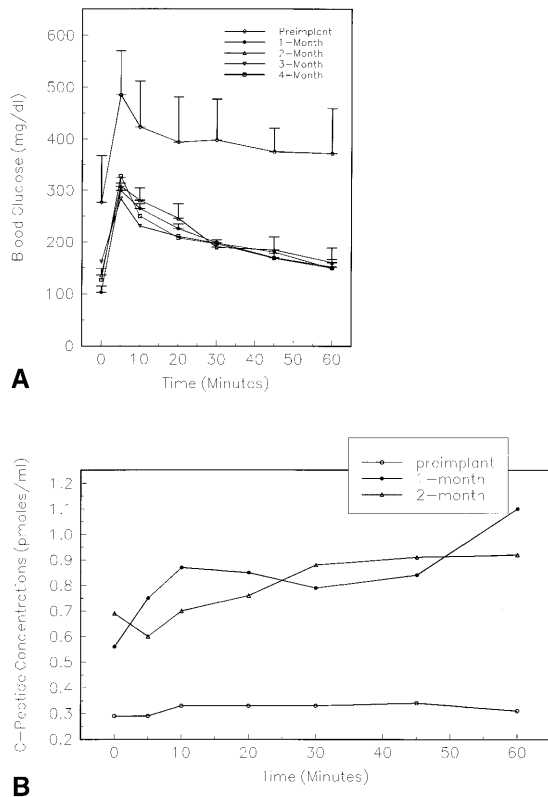 Preimplant
1-Month
2-Month
3-Month
4-Month
600
500
400
300
200
100
0
Blood Glucose (mg/dl)
0 10 20 30 40 50 60
Time (Minutes)
A
preimplant
1-month
2-month
1.2
1.1
1.0
0.9
0.8
0.7
0.6
0.5
0.4
0.3
0.2
C-Peptide Concentrctions (pmoles/ml)
0 10 20 30 40 50 60
Time (Minutes)
B